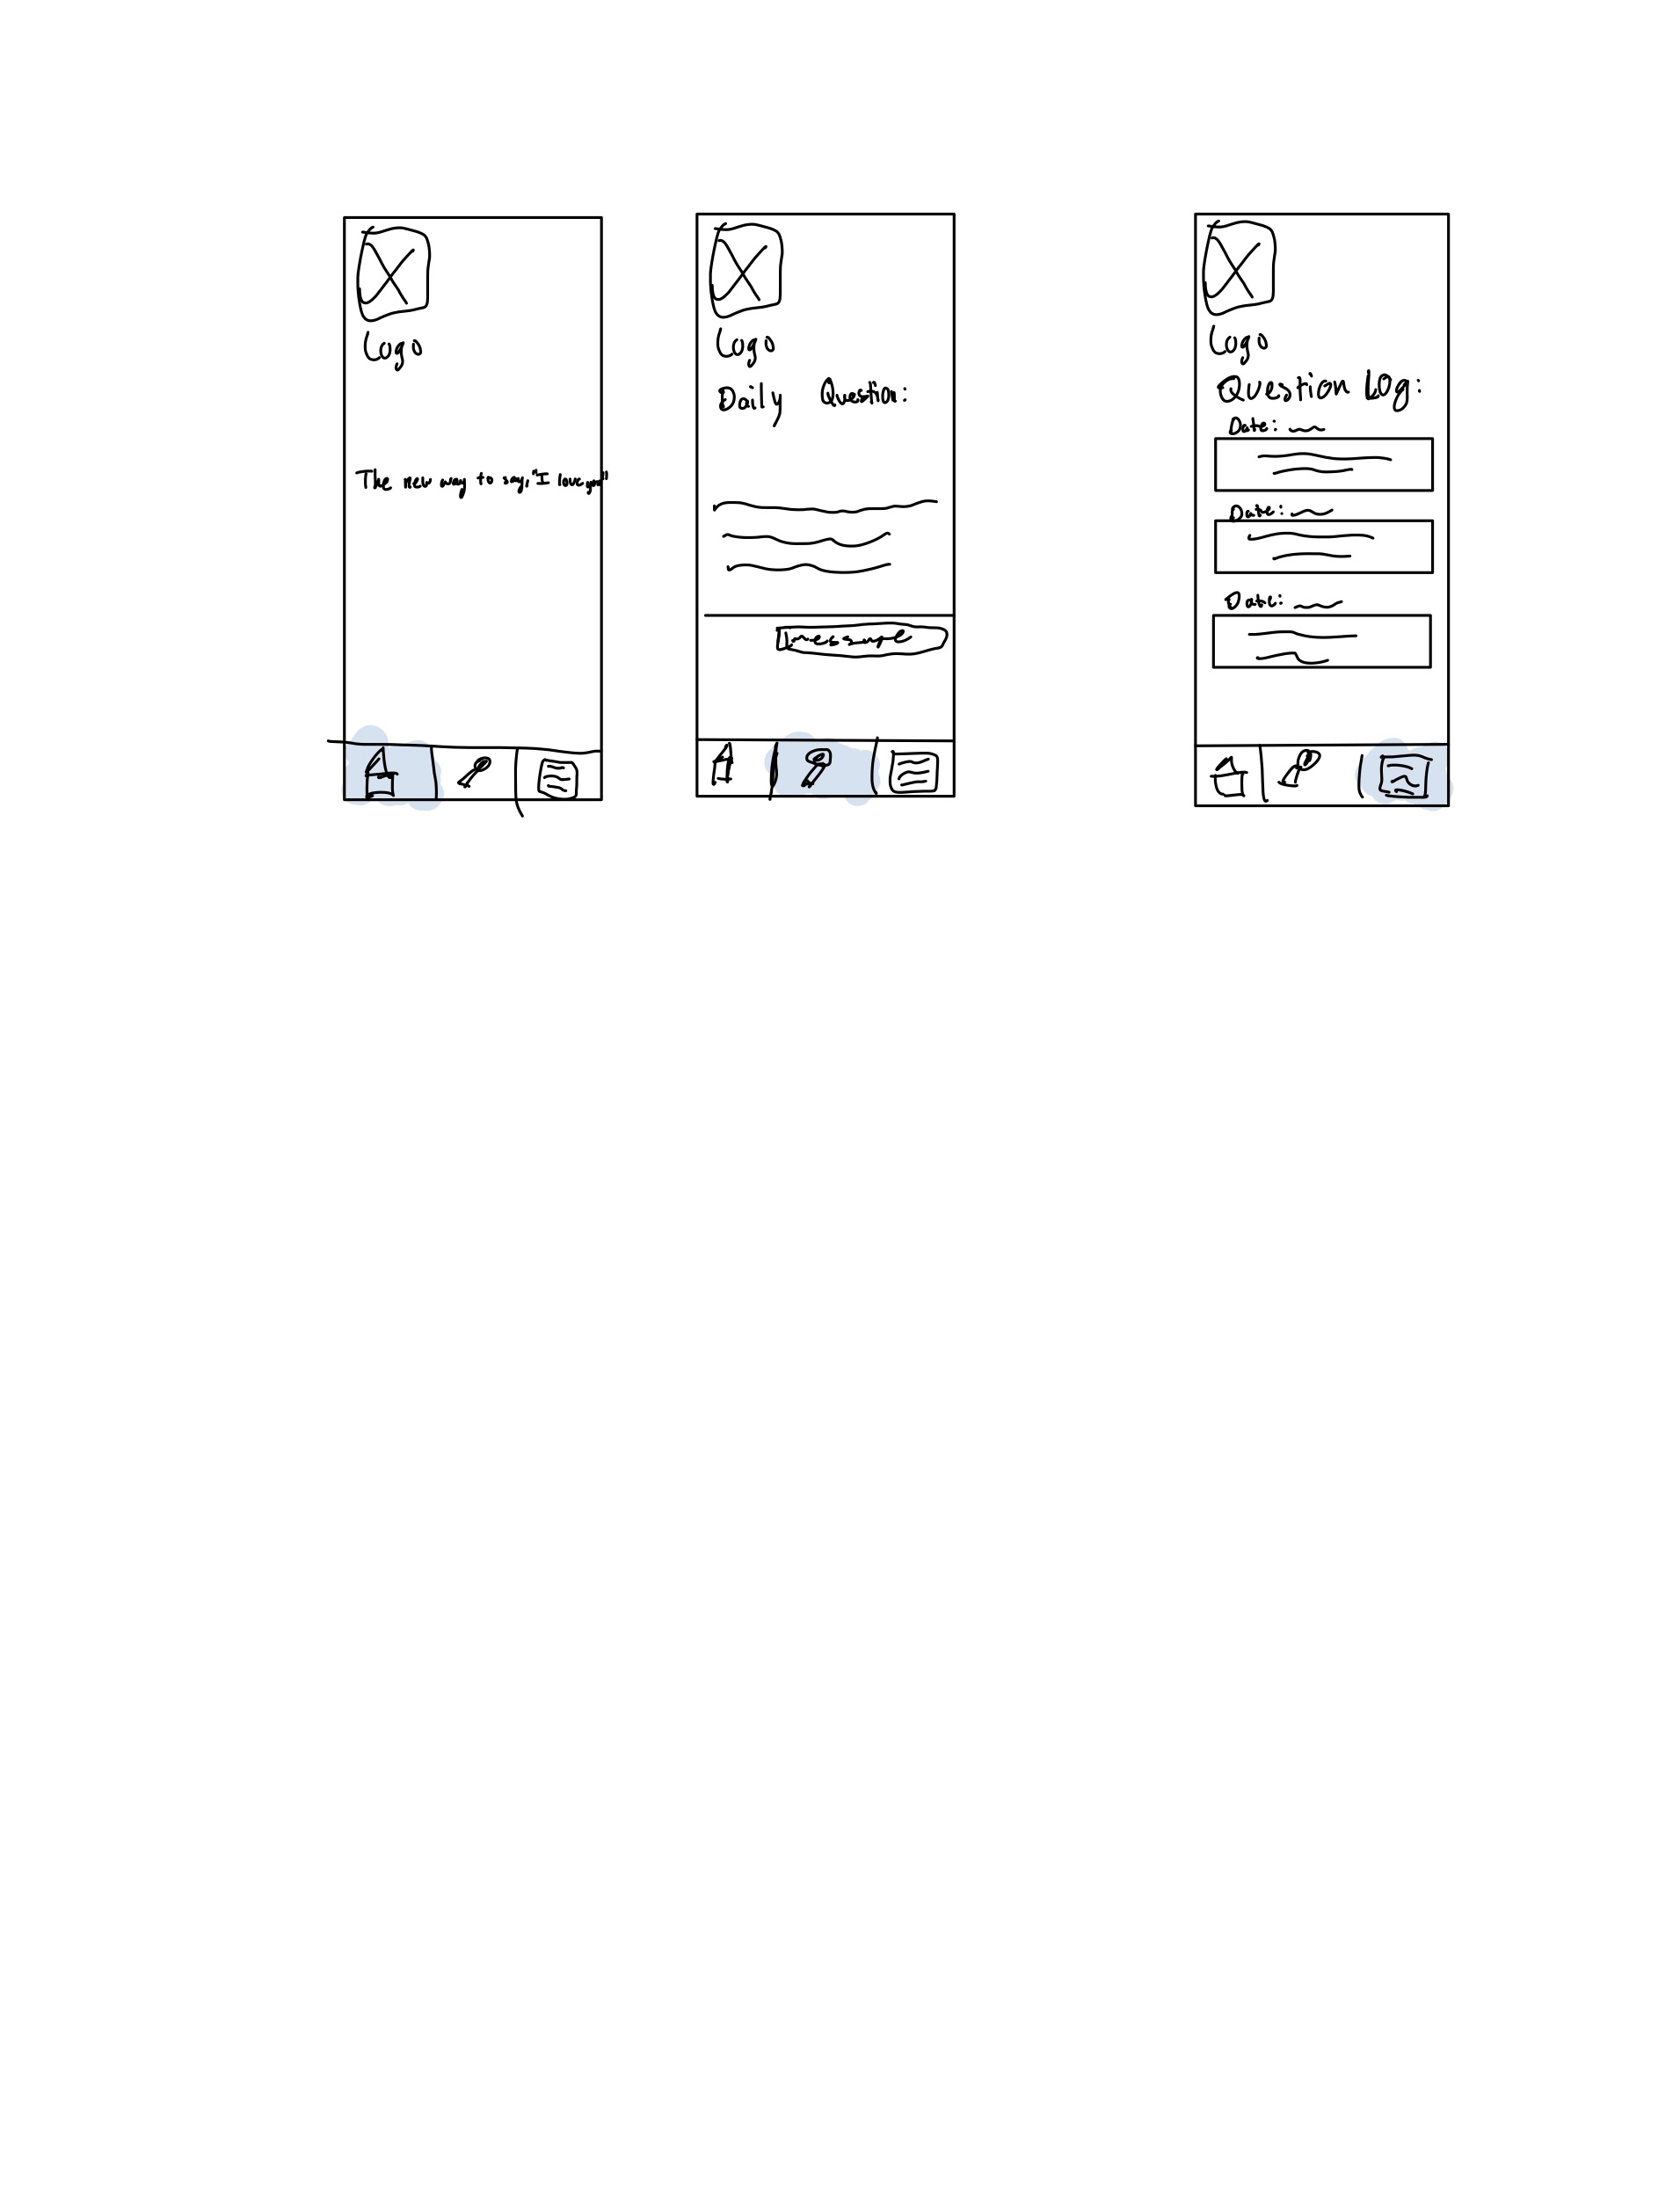 Logo
The new way to say, "I love you"
Logo
Daily Question:
message
Logo
Question Log:
Date:
Date:
Date: